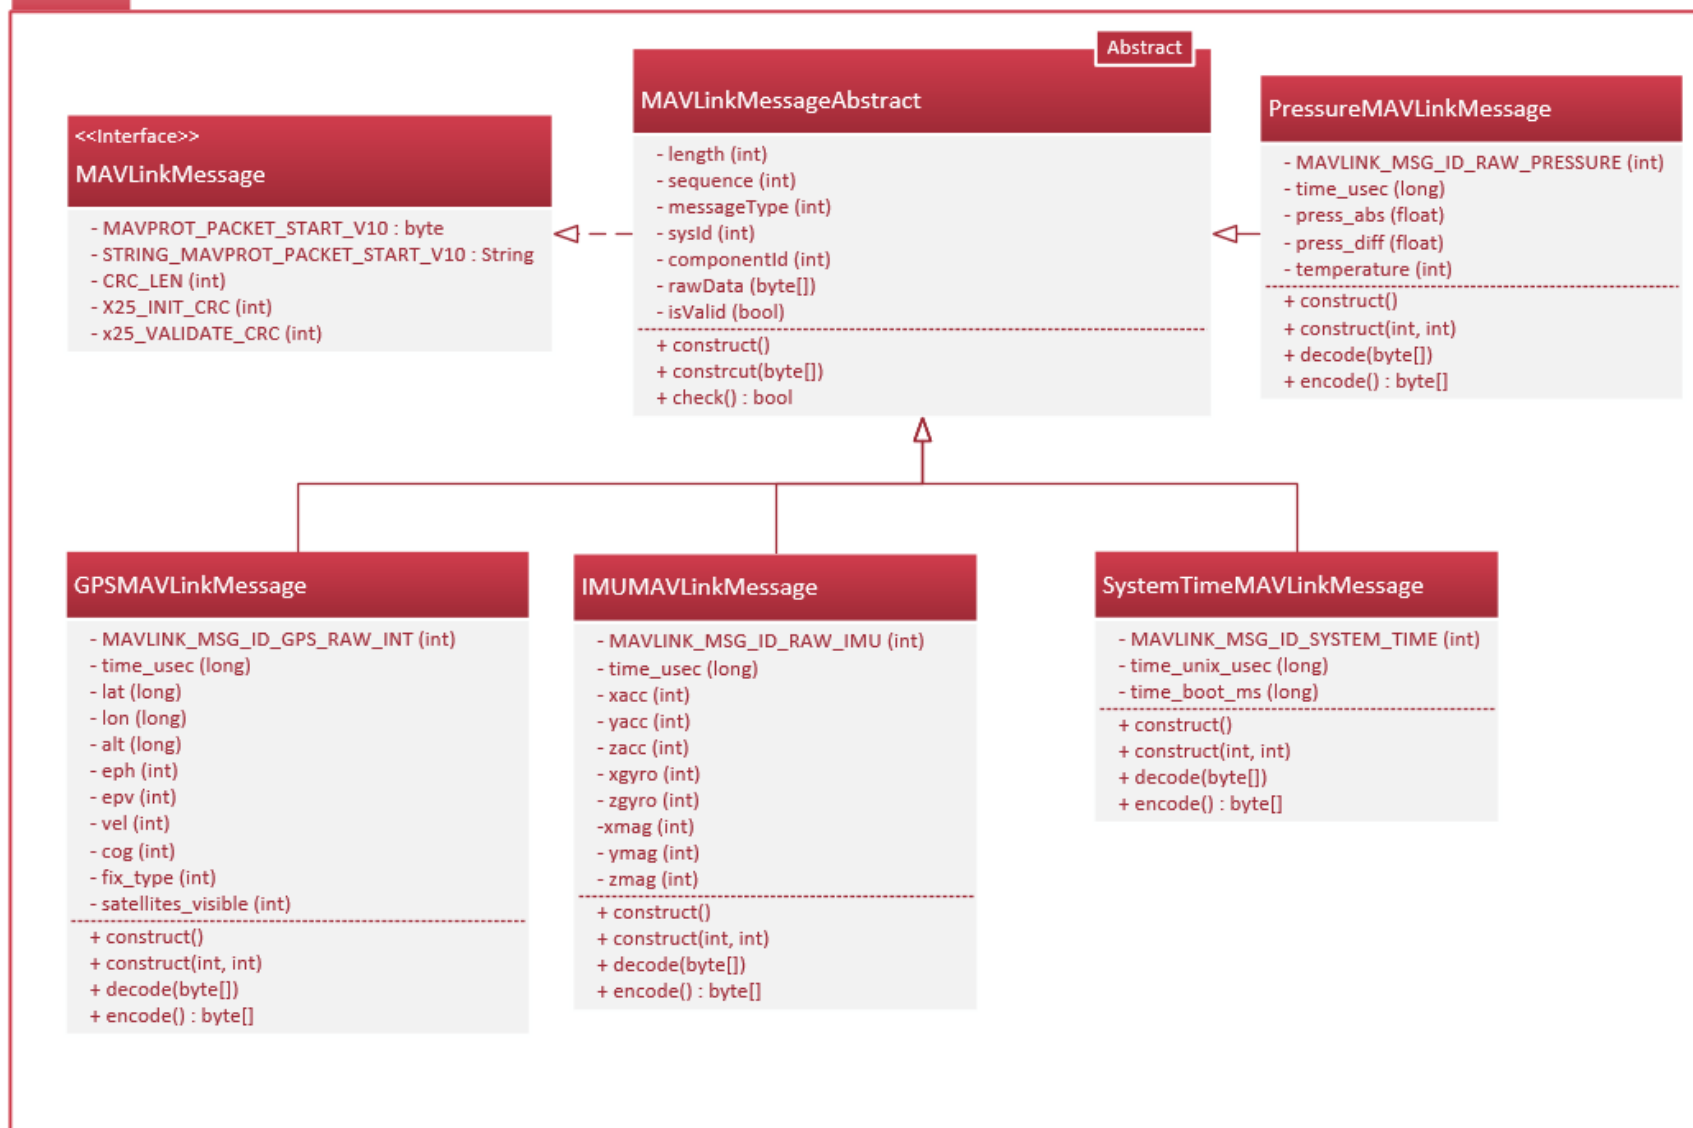 <<Interface>>
MAVLinkMessage
- MAVPROT_PACKET_START_V10 : byte
- STRING_MAVPROT_PACKET_START_V10 : String
- CRC_LEN (int)
- X25_INIT_CRC (int)
- x25_VALIDATE_CRC (int)
Abstract
MAVLinkMessageAbstract
- length (int)
- sequence (int)
- messageType (int)
- sysId (int)
- componentId (int)
- rawData (byte[])
- isValid (bool)
+ construct()
+ constrcut(byte[])
+ check() : bool
PressureMAVLinkMessage
- MAVLINK_MSG_ID_RAW_PRESSURE (int)
- time_usec (long)
- press_abs (float)
- press_diff (float)
- temperature (int)
+ construct()
+ construct(int, int)
+ decode(byte[])
+ encode() : byte[]
GPSMAVLinkMessage
- MAVLINK_MSG_ID_GPS_RAW_INT (int)
- time_usec (long)
- lat (long)
- lon (long)
- alt (long)
- eph (int)
- epv (int)
- vel (int)
- cog (int)
- fix_type (int)
- satellites_visible (int)
+ construct()
+ construct(int, int)
+ decode(byte[])
+ encode() : byte[]
IMUMAVLinkMessage
- MAVLINK_MSG_ID_RAW_IMU (int)
- time_usec (long)
- xacc (int)
- yacc (int)
- zacc (int)
- xgyro (int)
- zgyro (int)
-xmag (int)
- ymag (int)
- zmag (int)
+ construct()
+ construct(int, int)
+ decode(byte[])
+ encode() : byte[]
SystemTimeMAVLinkMessage
- MAVLINK_MSG_ID_SYSTEM_TIME (int)
- time_unix_usec (long)
- time_boot_ms (long)
+ construct()
+ construct(int, int)
+ decode(byte[])
+ encode() : byte[]